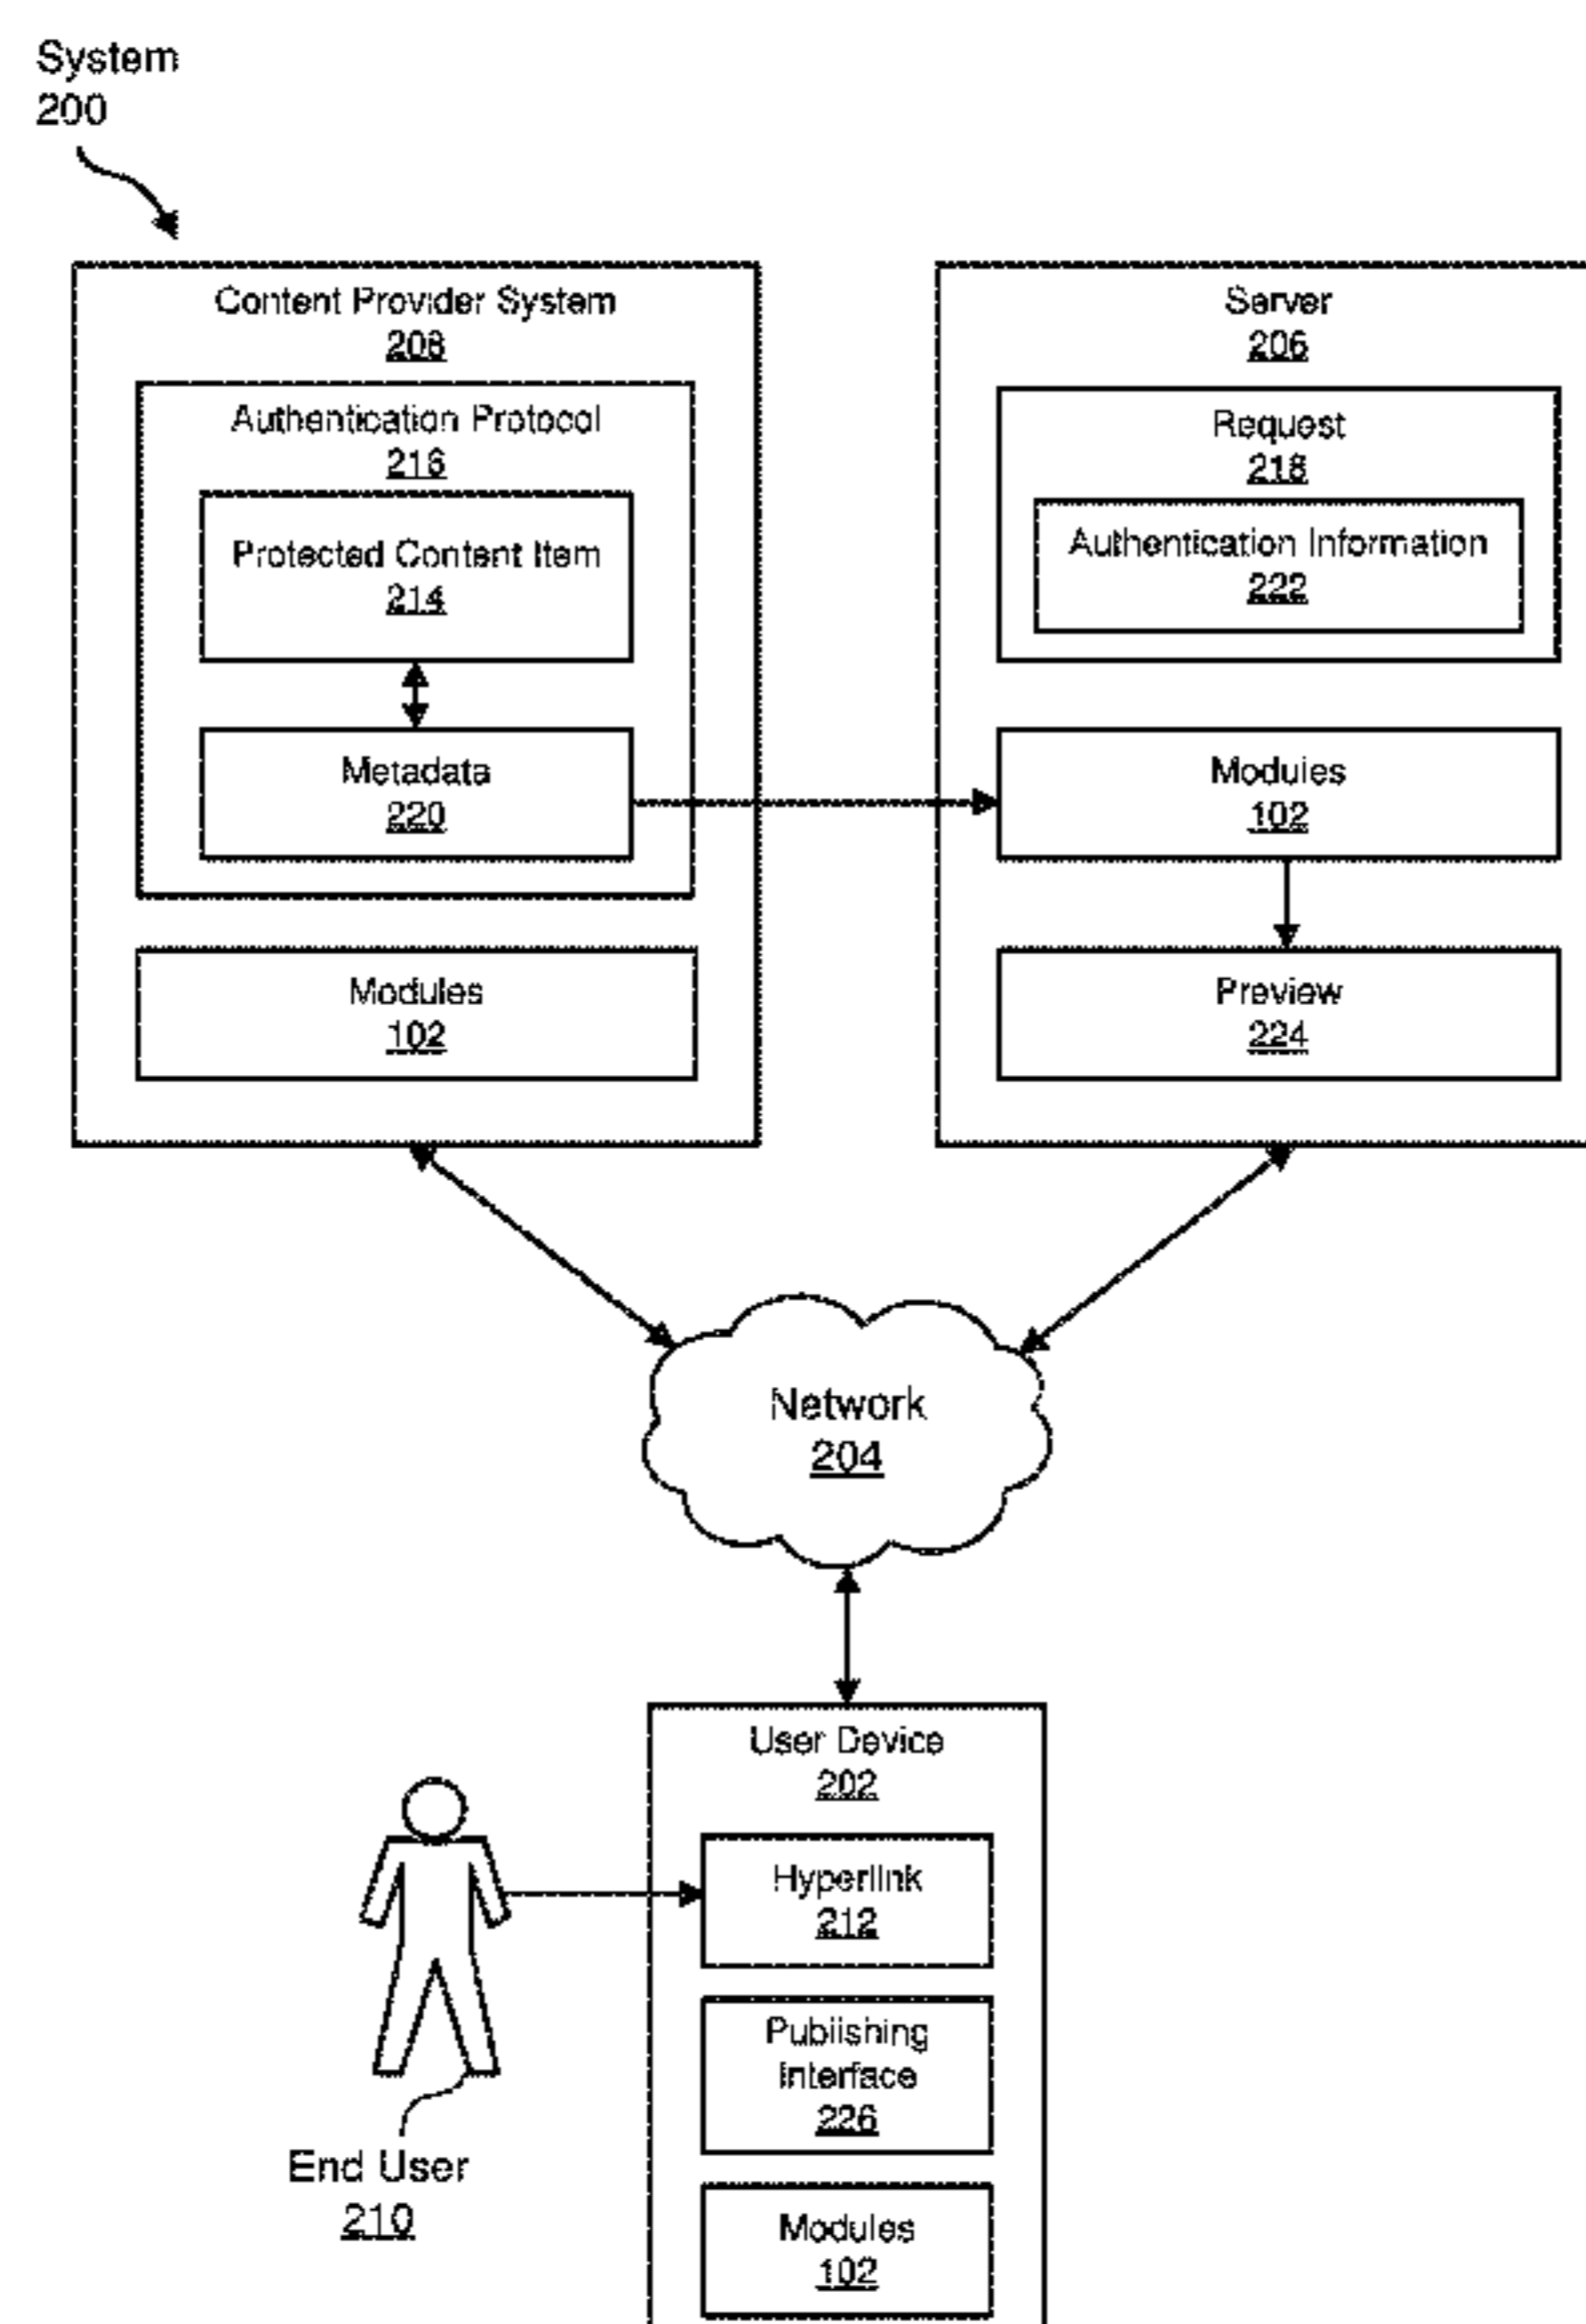 System
200
Content Provider System
208
Authentication Protocol
216
Protected Content Item
214
Metadata
220
Modules
102
Server
206
Request
218
Authentication Information
222
Modules
102
Preview
224
Network
204
User Device
202
Hyperlink
212
Publishing
Interface
226
Modules
102
End User
210